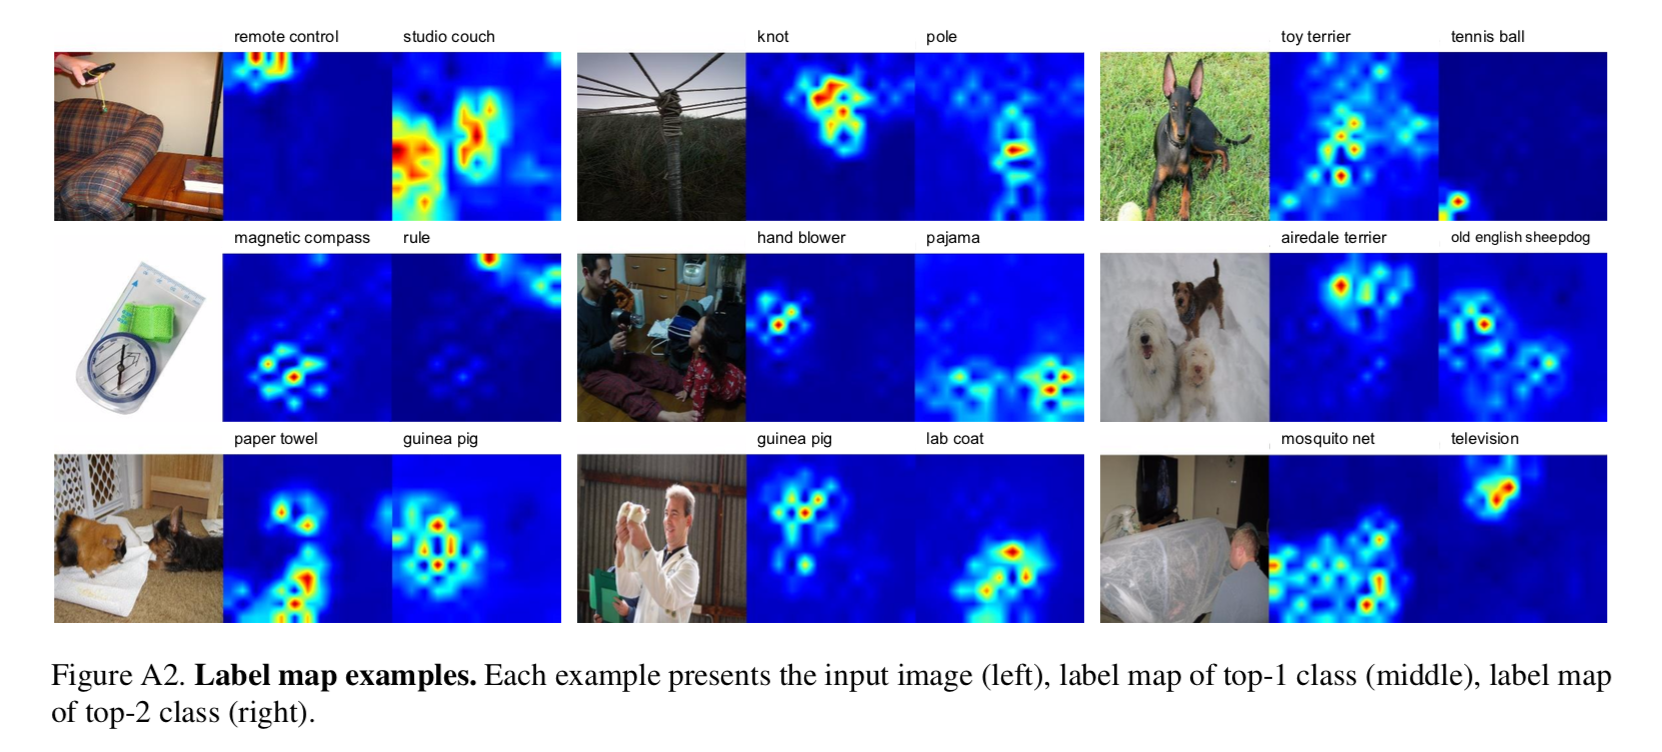 remote control studio couch knot pole toy terrier tennis ball
magnetic compass rule hand blower pajama airedale terrier old english sheepdog
paper towel guinea pig guinea pig lab coat mosquito net television
Figure A2. Label map examples. Each example presents the input image (left), label map of top-1 class (middle), label map
of top-2 class (right).